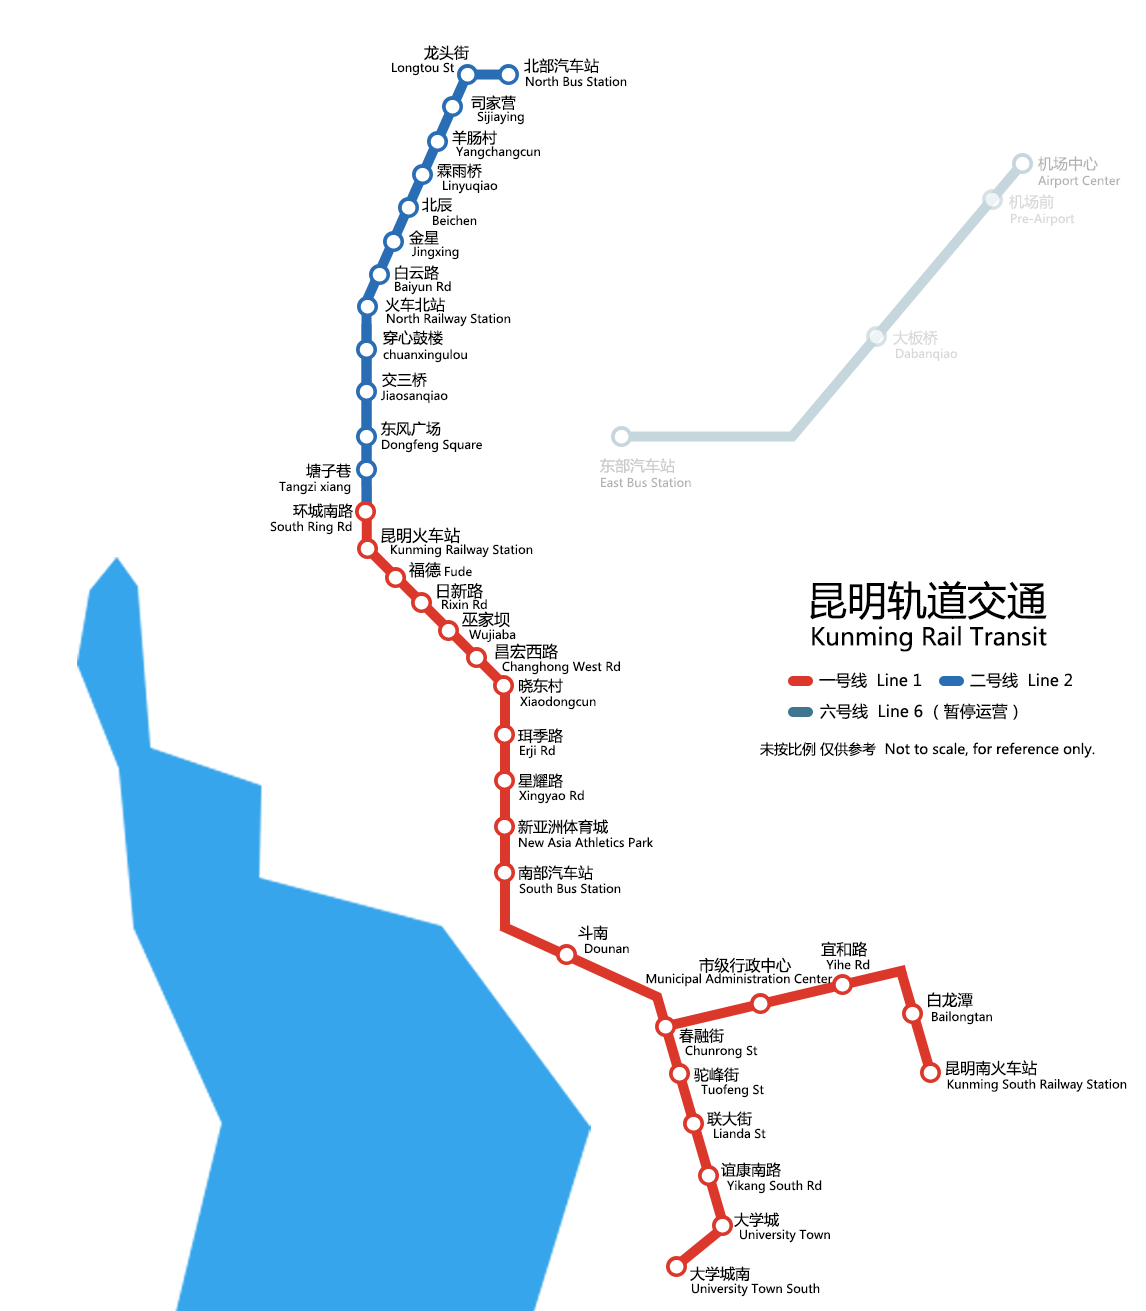 龙头街
Longtou St
北部汽车站
North Bus Station
司家营
Sijiaying
羊肠村
Yangchangcun
霖雨桥
Linyuqiao
北辰
Beichen
金星
Jingxing
白云路
Baiyun Rd
火车北站
North Railway Station
穿心鼓楼
chuanxingulou
交三桥
Jiaosanqiao
东风广场
Dongfeng Square
塘子巷
Tangzi xiang
环城南路
South Ring Rd
昆明火车站
Kunming Railway Station
福德 Fude
日新路
Rixin Rd
巫家坝
Wujiaba
昌宏西路
Changhong West Rd
晓东村
Xiaodongcun
珥季路
Erji Rd
星耀路
Xingyao Rd
新亚洲体育城
New Asia Athletics Park
南部汽车站
South Bus Station
斗南
Dounan
市级行政中心
Municipal Administration Center
宜和路
Yihe Rd
白龙潭
Bailongtan
昆明南火车站
Kunming South Railway Station
春融街
Chunrong St
驼峰街
Tuofeng St
联大街
Lianda St
谊康南路
Yikang South Rd
大学城
University Town
大学城南
University Town South
机场中心
Airport Center
机场前
Pre-Airport
大板桥
Dabanqiao
东部汽车站
East Bus Station
昆明轨道交通
Kunming Rail Transit
一号线 Line 1 二号线 Line 2
六号线 Line 6（暂停运营）
未按比例 仅供参考 Not to scale, for reference only.